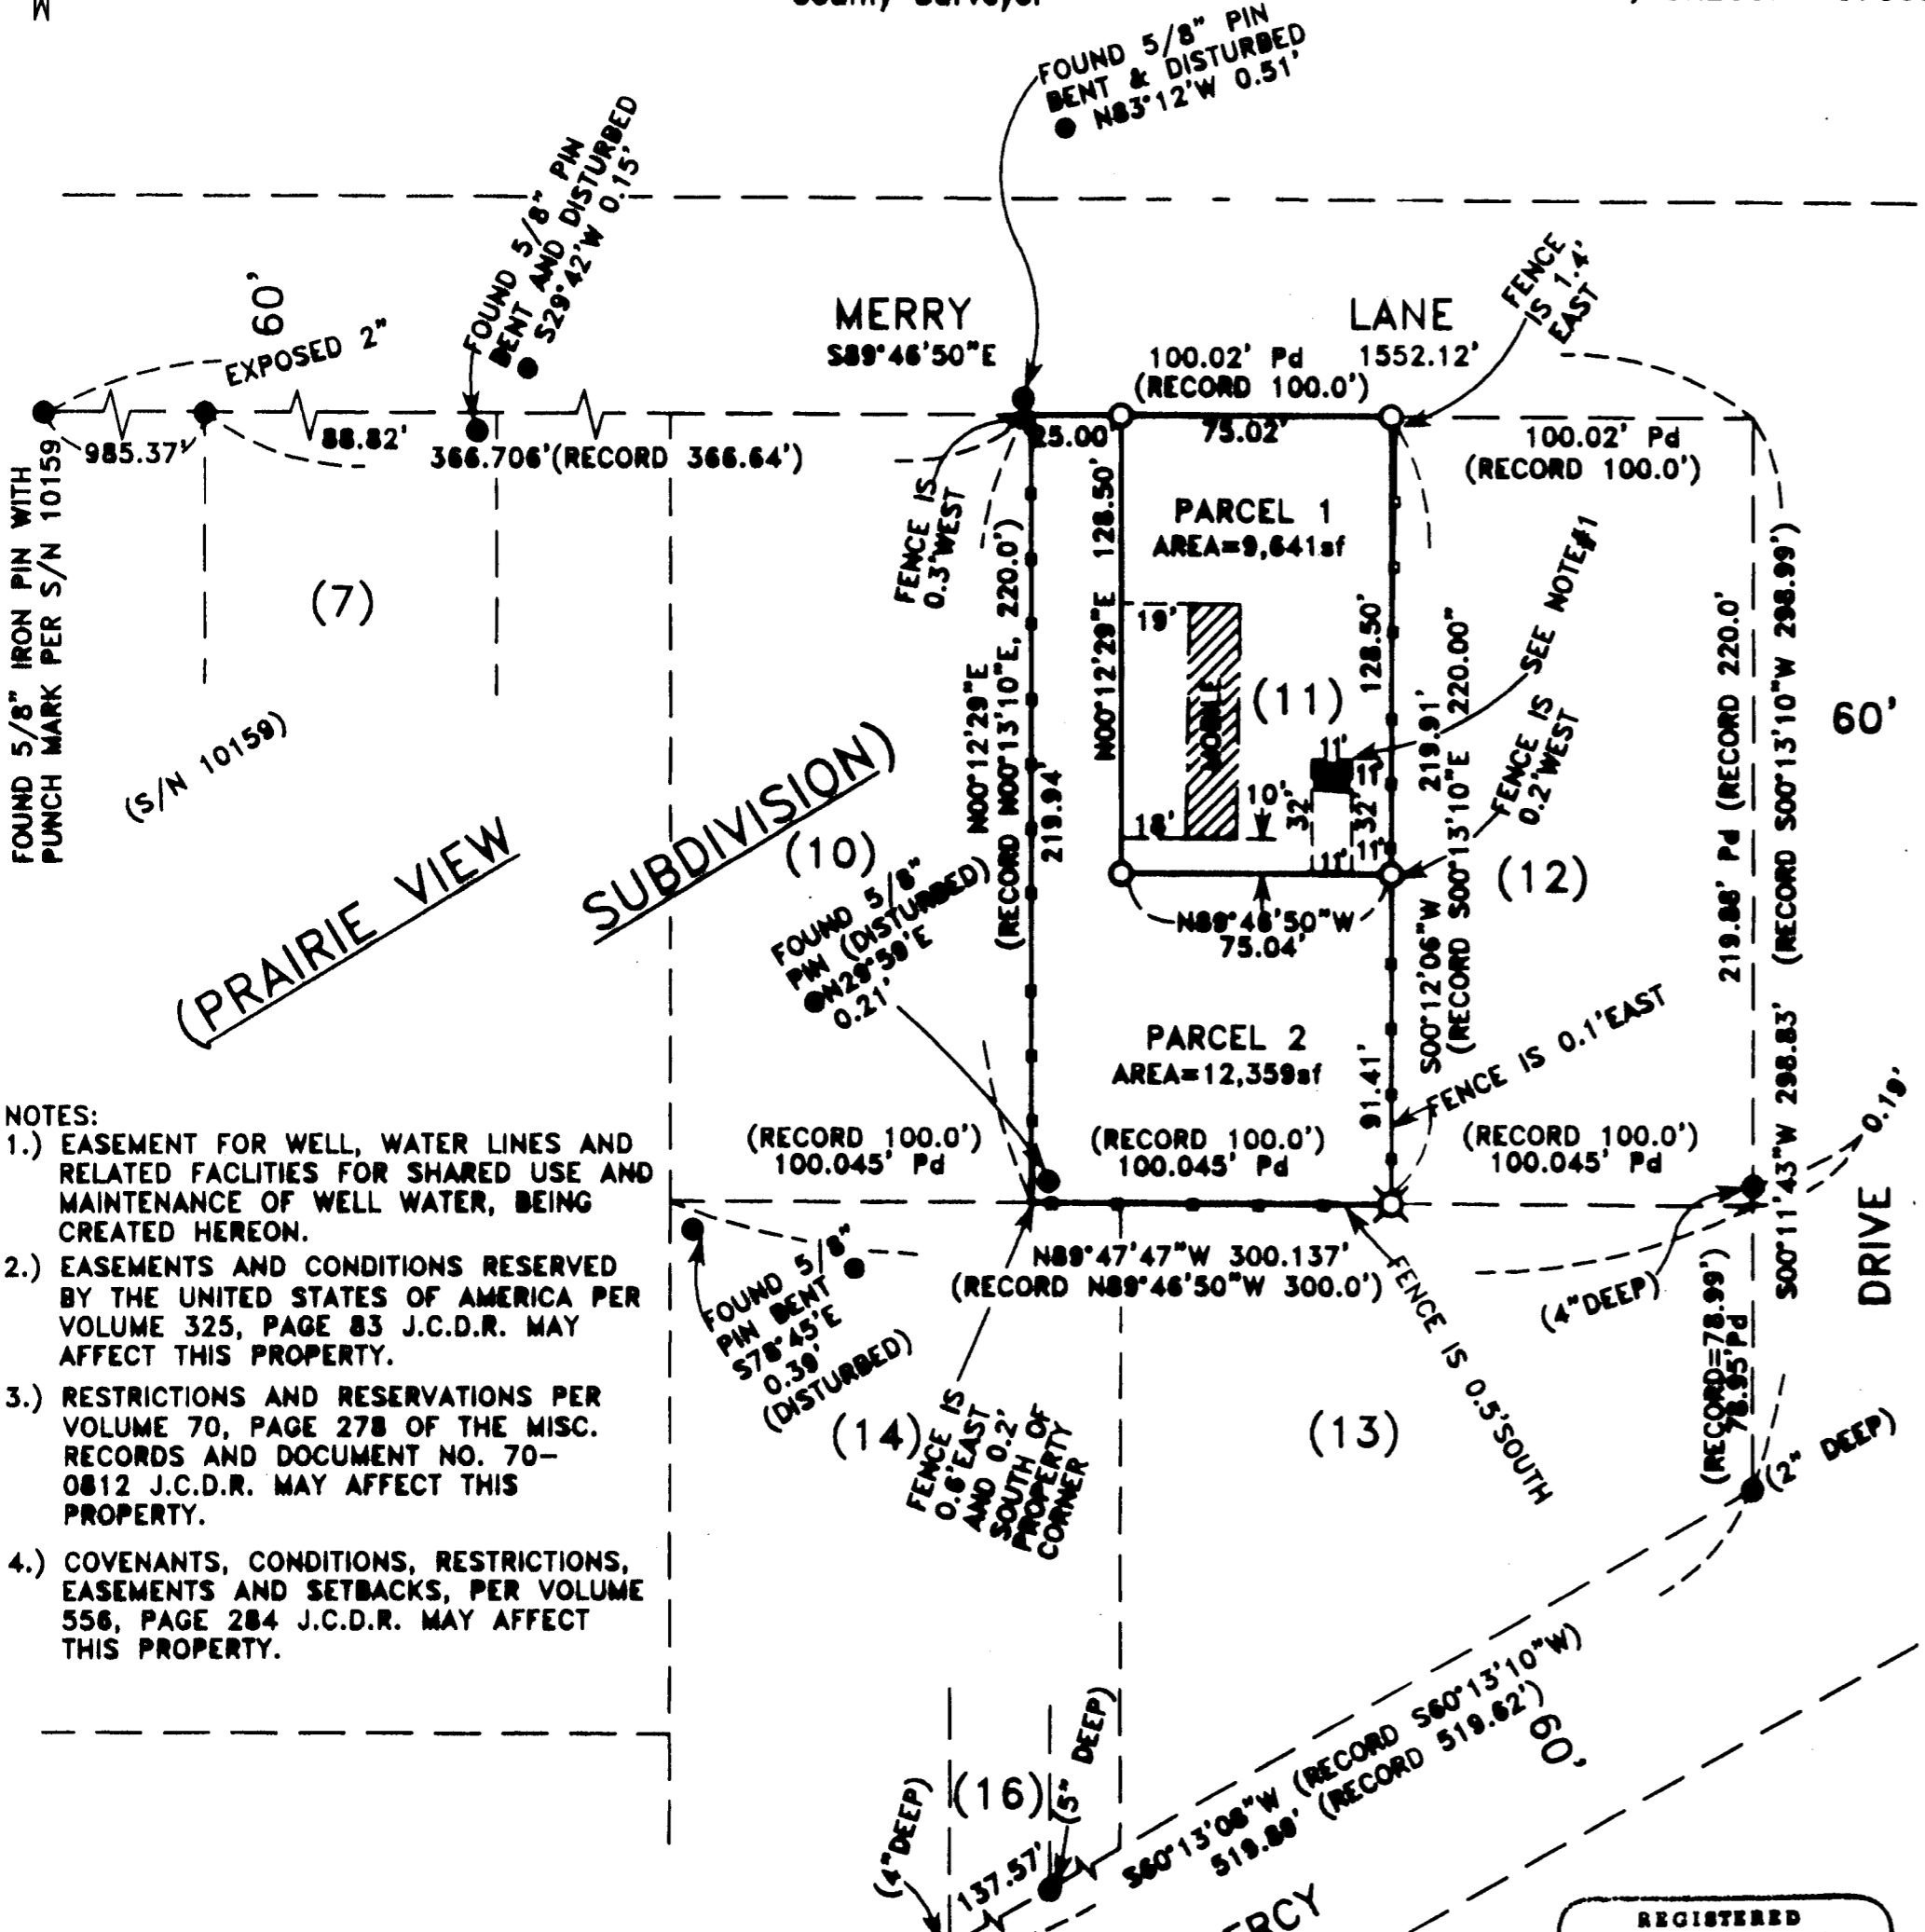 County Surveyor
FOUND 5/8" PIN
BENT & DISTURBED
N83°12'W 0.51'
FOUND 5/8" PIN
BENT AND DISTURBED
S29°42'W 0.15'
60'
EXPOSED 2"
MERRY LANE
S89°46'50"E
100.02' Pd 1552.12'
(RECORD 100.0')
FENCE
IS 1.4'
EAST
985.37'
88.82'
366.706'(RECORD 366.64')
25.00'
75.02'
100.02' Pd
(RECORD 100.0')
FOUND 5/8" IRON PIN WITH
PUNCH MARK PER S/N 10159
(7)
(S/N 10159)
FENCE IS
0.3'WEST
N00°12'29"E 128.50'
PARCEL 1
AREA=9,641sf
19'
MOBILE
(11)
128.50'
SEE NOTE#1
11'
11'
10'
32'
32'
18'
11'
11'
N00°12'29"E
(RECORD N00°13'10"E, 220.0')
219.94'
219.91'
S00°12'06"W
(RECORD S00°13'10"E 220.00"
FENCE IS
0.2'WEST
219.88' Pd (RECORD 220.0'
(RECORD S00°13'10"W 298.99')
S00°11'43"W 298.83'
60'
(PRAIRIE VIEW SUBDIVISION)
(10)
(12)
N89°46'50"W
75.04'
FOUND 5/8"
PIN (DISTURBED)
N29°59'E
0.21'
PARCEL 2
AREA=12,359sf
91.41'
FENCE IS 0.1'EAST
0.19'
(RECORD 100.0')
100.045' Pd
(RECORD 100.0')
100.045' Pd
(RECORD 100.0')
100.045' Pd
NOTES:
1.) EASEMENT FOR WELL, WATER LINES AND
RELATED FACLITIES FOR SHARED USE AND
MAINTENANCE OF WELL WATER, BEING
CREATED HEREON.
2.) EASEMENTS AND CONDITIONS RESERVED
BY THE UNITED STATES OF AMERICA PER
VOLUME 325, PAGE 83 J.C.D.R. MAY
AFFECT THIS PROPERTY.
3.) RESTRICTIONS AND RESERVATIONS PER
VOLUME 70, PAGE 278 OF THE MISC.
RECORDS AND DOCUMENT NO. 70-
0812 J.C.D.R. MAY AFFECT THIS
PROPERTY.
4.) COVENANTS, CONDITIONS, RESTRICTIONS,
EASEMENTS AND SETBACKS, PER VOLUME
556, PAGE 284 J.C.D.R. MAY AFFECT
THIS PROPERTY.
N89°47'47"W 300.137'
(RECORD N89°46'50"W 300.0')
FOUND 5/8"
PIN BENT
S78°45'E
0.39'
(DISTURBED)
(14)
FENCE IS
0.6'EAST
AND 0.2'
SOUTH OF
PROPERTY
CORNER
(13)
FENCE IS 0.5'SOUTH
(4"DEEP)
(RECORD=78.99')
78.95'Pd
DRIVE
(2" DEEP)
(4"DEEP)
(16)
(5" DEEP)
137.57'
S60°13'08"W (RECORD S60°13'10"W)
519.89' (RECORD 519.62')
60'
REGISTERED